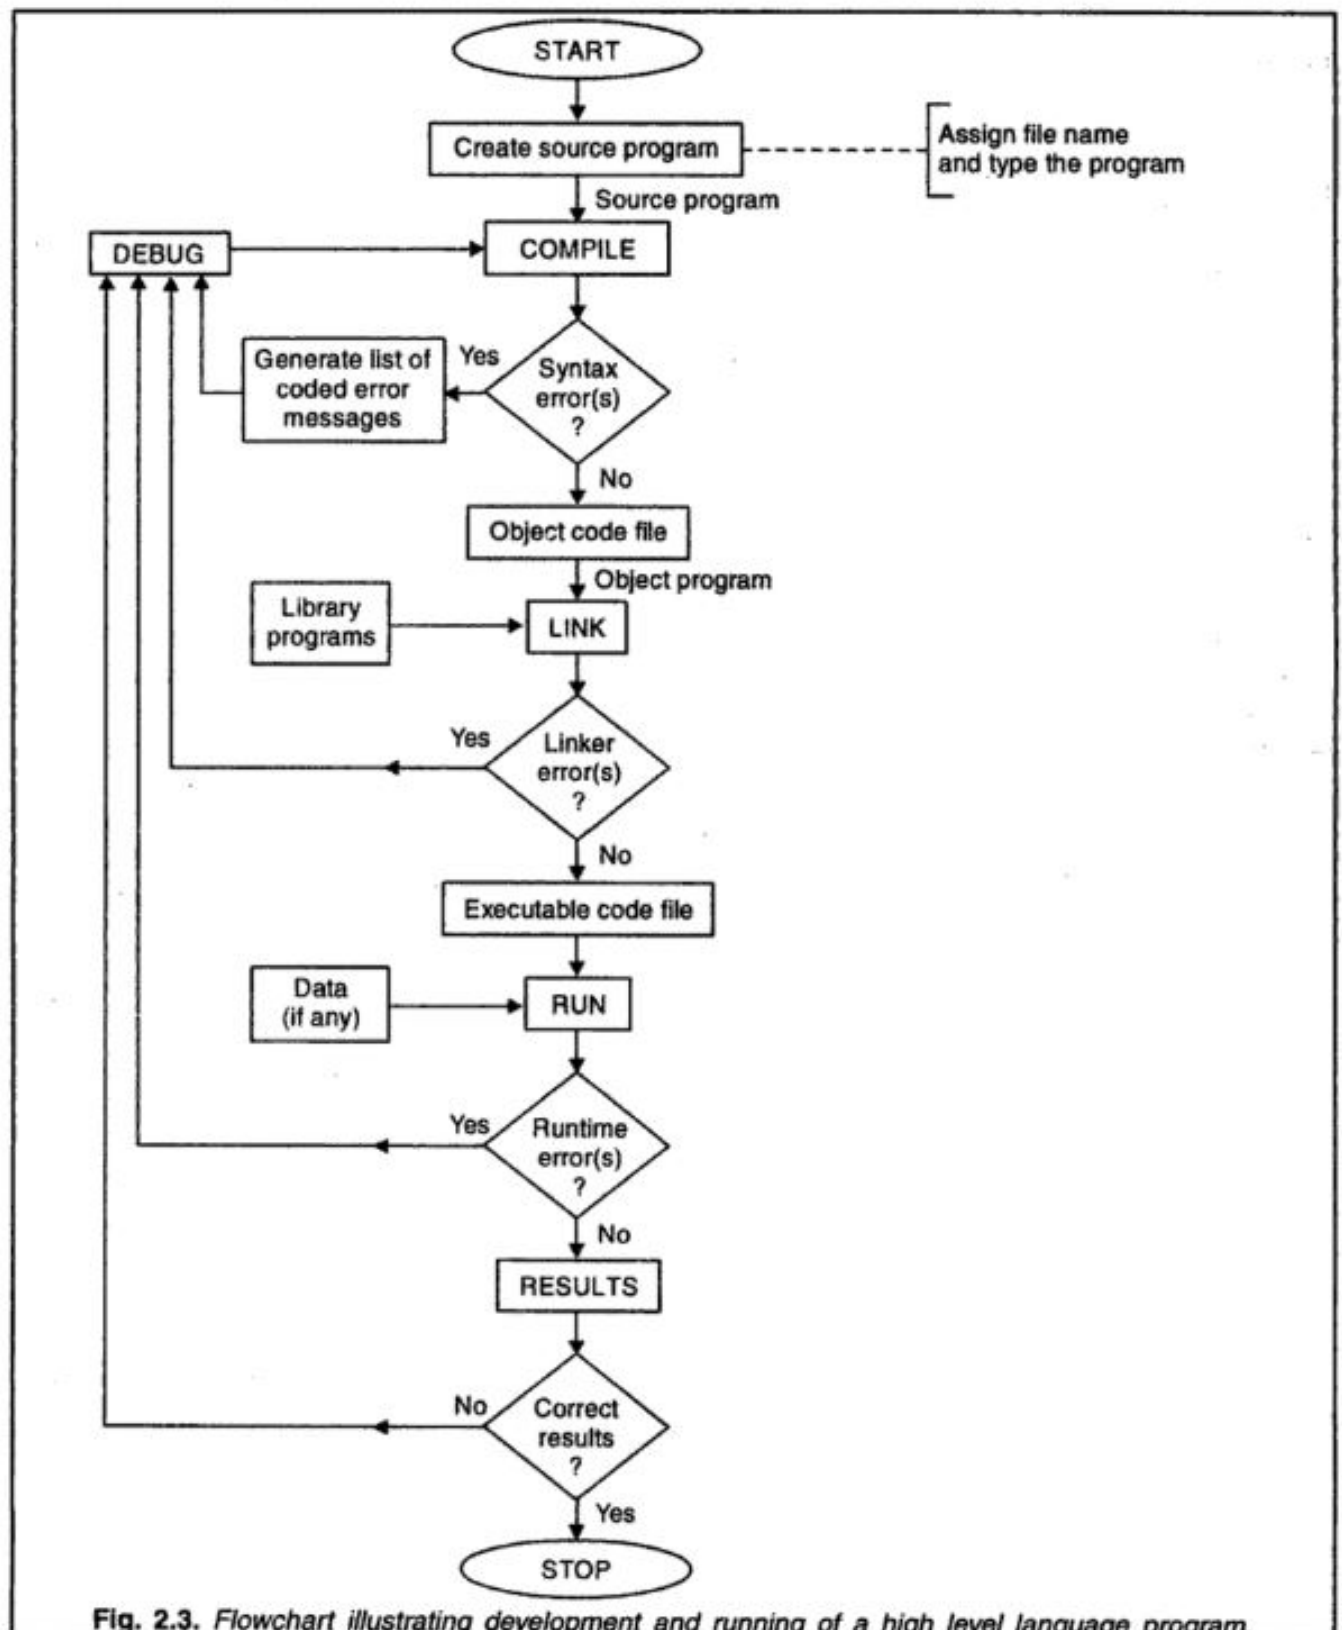 START
Create source program
Assign file name
and type the program
Source program
DEBUG
COMPILE
Generate list of
coded error
messages
Yes
Syntax
error(s)
?
No
Object code file
Object program
Library
programs
LINK
Yes
Linker
error(s)
?
No
Executable code file
Data
(if any)
RUN
Yes
Runtime
error(s)
?
No
RESULTS
No
Correct
results
?
Yes
STOP
Fig. 2.3. Flowchart illustrating development and running of a high level language program